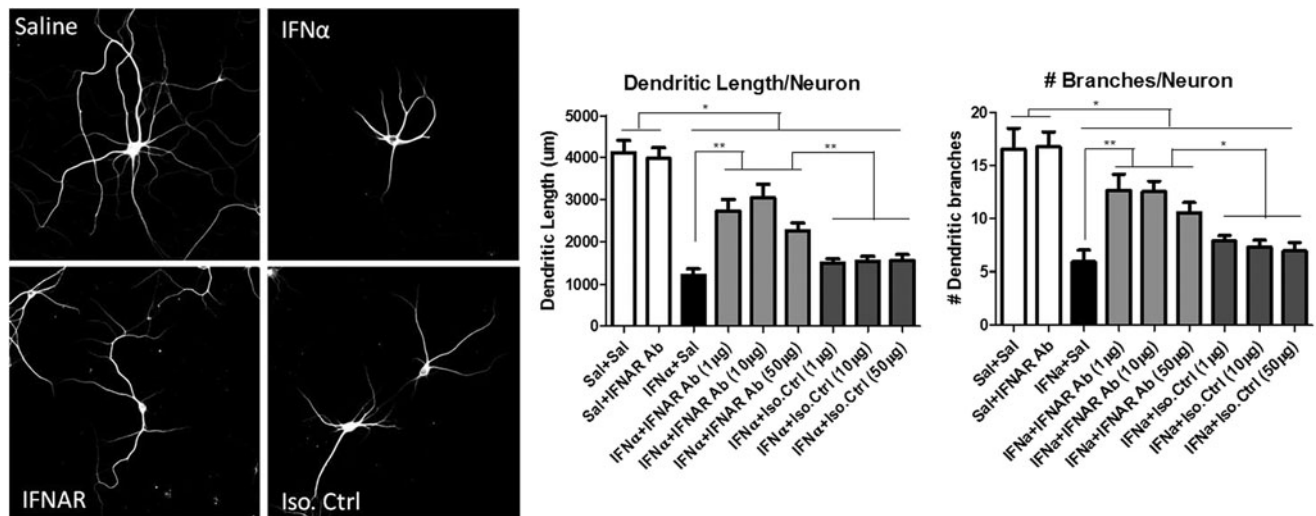 Saline
IFNα
IFNAR
Iso. Ctrl
Dendritic Length/Neuron
Dendritic Length (um)
5000
4000
3000
2000
1000
0
*
**
**
Sal+Sal
Sal+IFNAR Ab
IFNα+Sal
IFNα+IFNAR Ab (1µg)
IFNα+IFNAR Ab (10µg)
IFNα+IFNAR Ab (50µg)
IFNα+Iso.Ctrl (1µg)
IFNα+Iso.Ctrl (10µg)
IFNα+Iso.Ctrl (50µg)
# Branches/Neuron
# Dendritic branches
20
15
10
5
0
*
**
*
Sal+Sal
Sal+IFNAR Ab
IFNa+Sal
IFNa+IFNAR Ab (1µg)
IFNa+IFNAR Ab (10µg)
IFNa+IFNAR Ab (50µg)
IFNa+Iso.Ctrl (1µg)
IFNa+Iso.Ctrl (10µg)
IFNa+Iso.Ctrl (50µg)